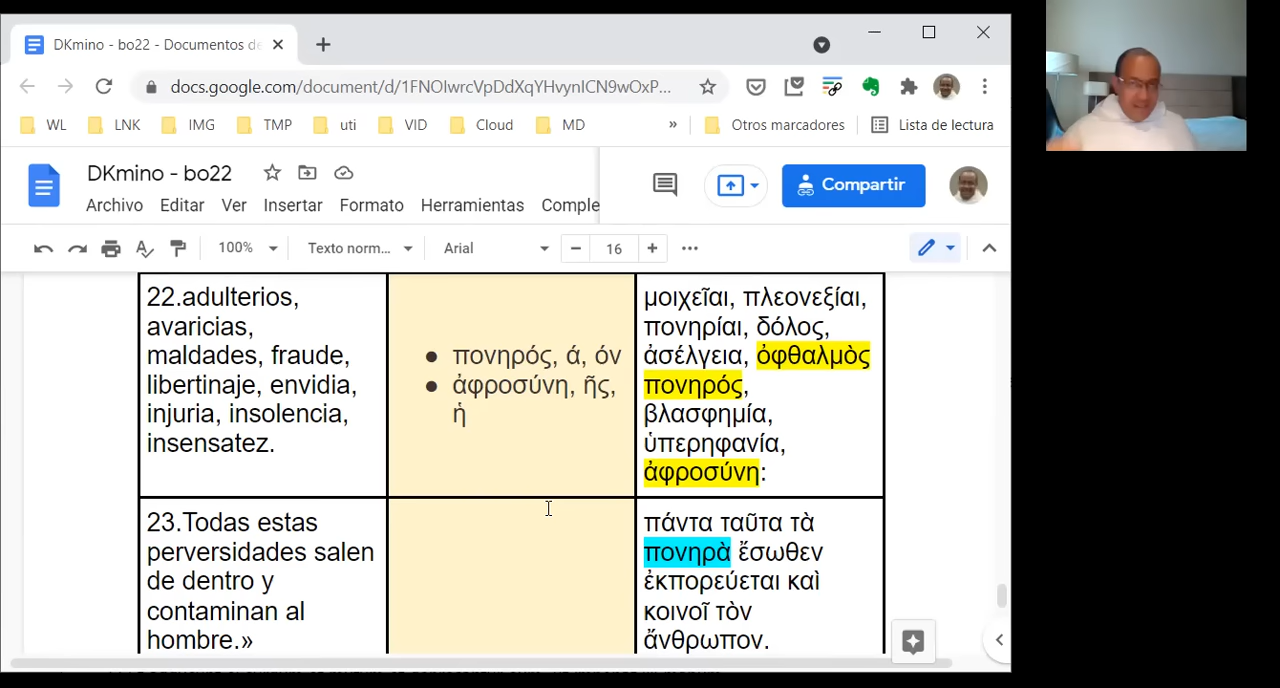 DKmino - bo22 - Documentos de
docs.google.com/document/d/1FNOIwrcVpDdXqYHvynICN9wOxP...
WL LNK IMG TMP uti VID Cloud MD » Otros marcadores Lista de lectura
DKmino - bo22
Compartir
Archivo Editar Ver Insertar Formato Herramientas Comple
100% Texto norm... Arial 16
22.adulterios,
avaricias,
maldades, fraude,
libertinaje, envidia,
injuria, insolencia,
insensatez.
● πονηρός, ά, όν
● ἀφροσύνη, ῆς,
ἡ
μοιχεῖαι, πλεονεξίαι,
πονηρίαι, δόλος,
ἀσέλγεια, ὀφθαλμὸς
πονηρός,
βλασφημία,
ὑπερηφανία,
ἀφροσύνη:
23.Todas estas
perversidades salen
de dentro y
contaminan al
hombre.»
πάντα ταῦτα τὰ
πονηρὰ ἔσωθεν
ἐκπορεύεται καὶ
κοινοῖ τὸν
ἄνθρωπον.